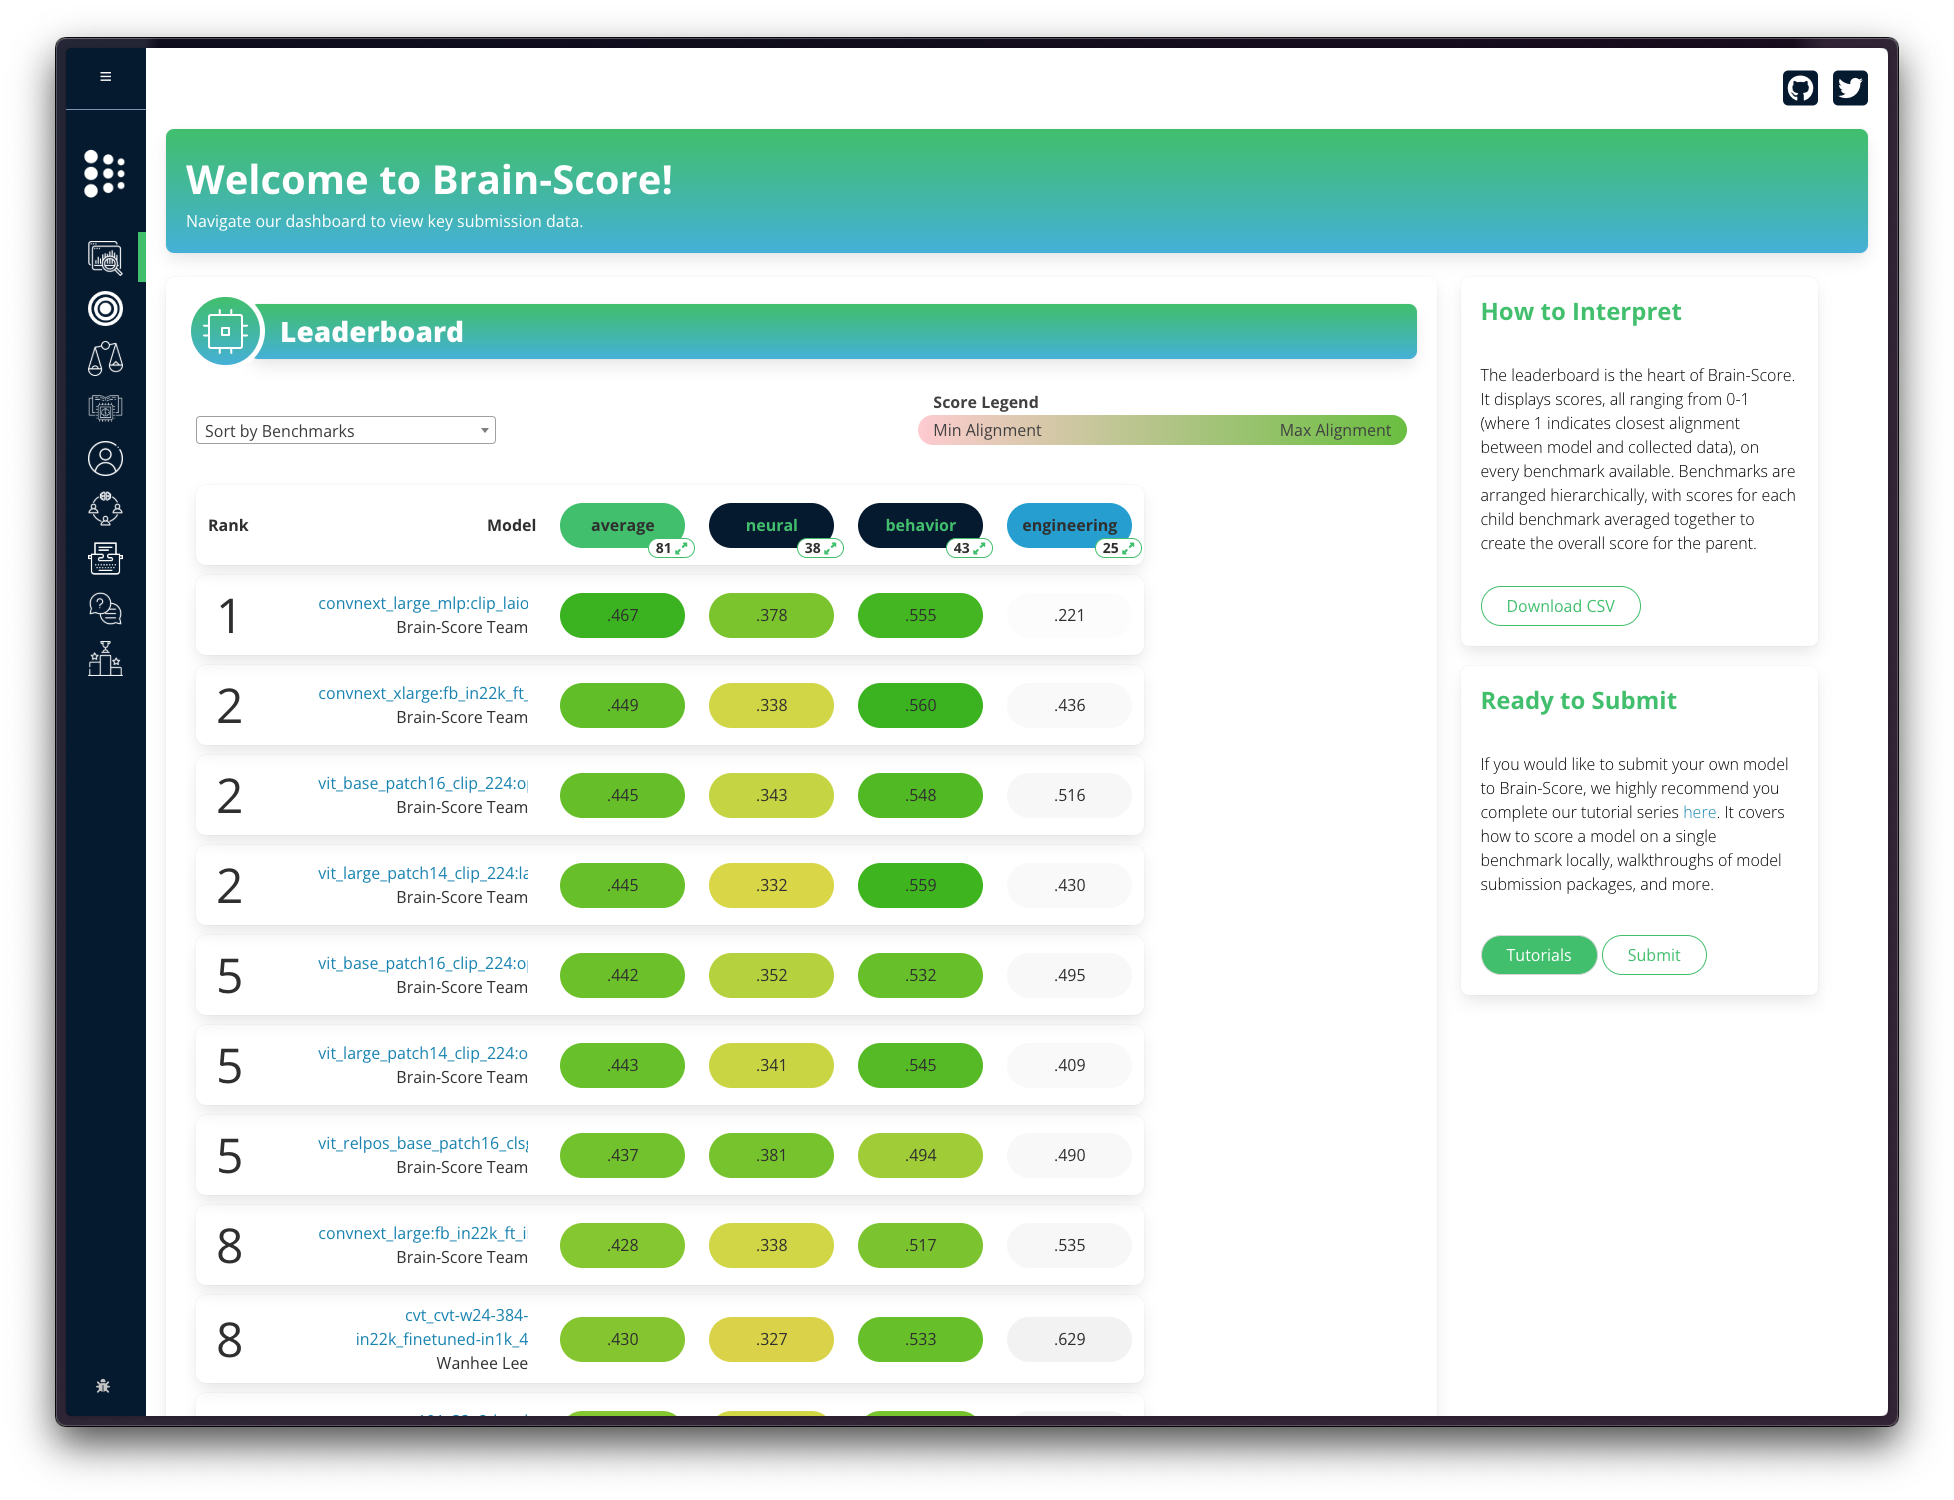 Welcome to Brain-Score!
Navigate our dashboard to view key submission data.
Leaderboard
Sort by Benchmarks
Score Legend
Min Alignment Max Alignment
Rank Model average neural behavior engineering
81 38 43 25
1 convnext_large_mlp:clip_laio .467 .378 .555 .221
Brain-Score Team
2 convnext_xlarge:fb_in22k_ft_ .449 .338 .560 .436
Brain-Score Team
2 vit_base_patch16_clip_224:o .445 .343 .548 .516
Brain-Score Team
2 vit_large_patch14_clip_224:la .445 .332 .559 .430
Brain-Score Team
5 vit_base_patch16_clip_224:o .442 .352 .532 .495
Brain-Score Team
5 vit_large_patch14_clip_224:o .443 .341 .545 .409
Brain-Score Team
5 vit_relpos_base_patch16_cls .437 .381 .494 .490
Brain-Score Team
8 convnext_large:fb_in22k_ft_i .428 .338 .517 .535
Brain-Score Team
8 cvt_cvt-w24-384-
in22k_finetuned-in1k_4 .430 .327 .533 .629
Wanhee Lee
How to Interpret
The leaderboard is the heart of Brain-Score.
It displays scores, all ranging from 0-1
(where 1 indicates closest alignment
between model and collected data), on
every benchmark available. Benchmarks are
arranged hierarchically, with scores for each
child benchmark averaged together to
create the overall score for the parent.
Download CSV
Ready to Submit
If you would like to submit your own model
to Brain-Score, we highly recommend you
complete our tutorial series here. It covers
how to score a model on a single
benchmark locally, walkthroughs of model
submission packages, and more.
Tutorials Submit